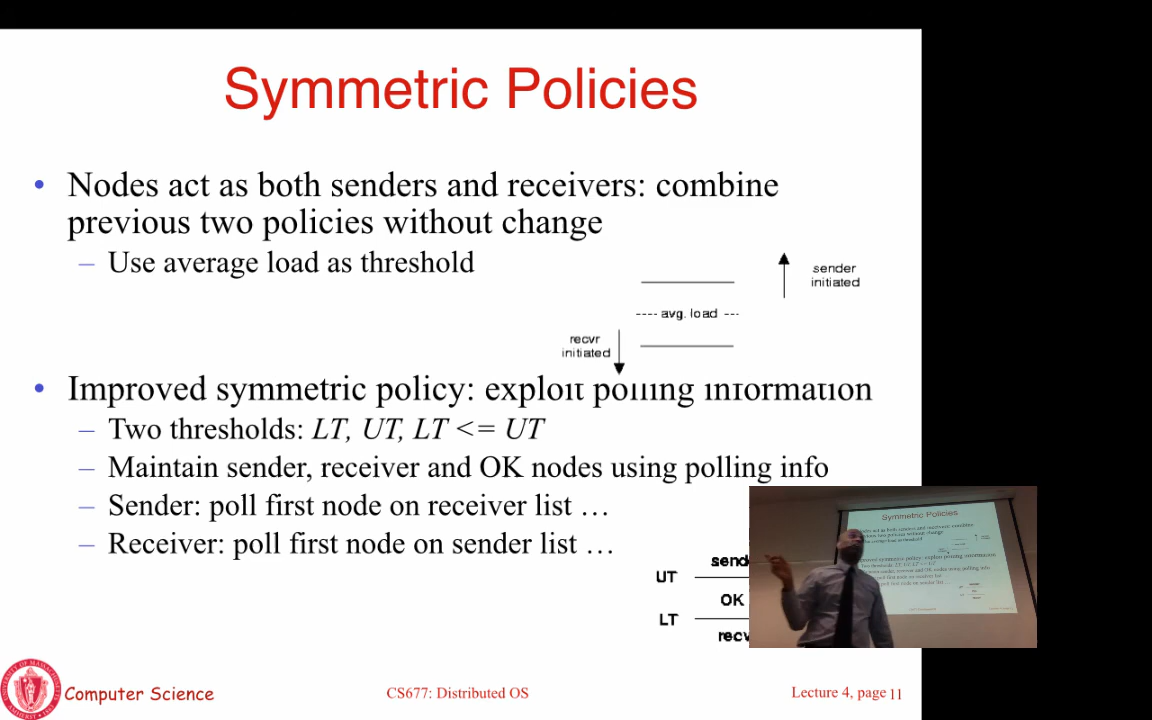 Symmetric Policies
• Nodes act as both senders and receivers: combine
previous two policies without change
– Use average load as threshold
sender
initiated
---- avg. load ---
recvr
initiated
• Improved symmetric policy: exploit polling information
– Two thresholds: LT, UT, LT <= UT
– Maintain sender, receiver and OK nodes using polling info
– Sender: poll first node on receiver list …
– Receiver: poll first node on sender list …
UT
OK
LT
Symmetric Policies
Computer Science
CS677: Distributed OS
Lecture 4, page 11